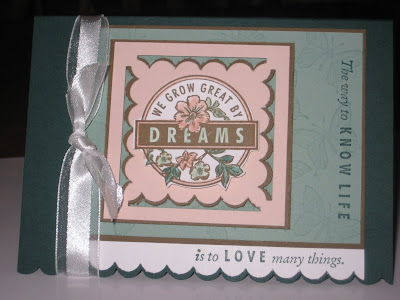 WE GROW GREAT BY
DREAMS
The way to KNOW LIFE
is to LOVE many things.